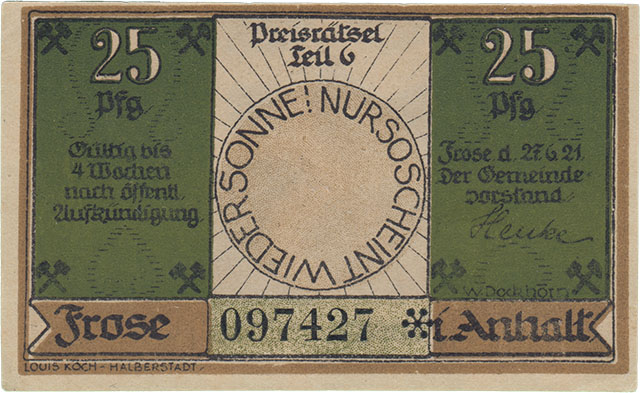 Preisrätsel
Teil 6
25
Pfg
Gültig bis
4 Wochen
nach öffentl.
Aufkündigung.
NUR SO SCHEINT WIEDER SONNE!
25
Pfg
Frose d. 27.6.21.
Der Gemeinde-
vorstand
Henke
W. Dockhorn
Frose
097427
i. Anhalt
LOUIS KOCH - HALBERSTADT.